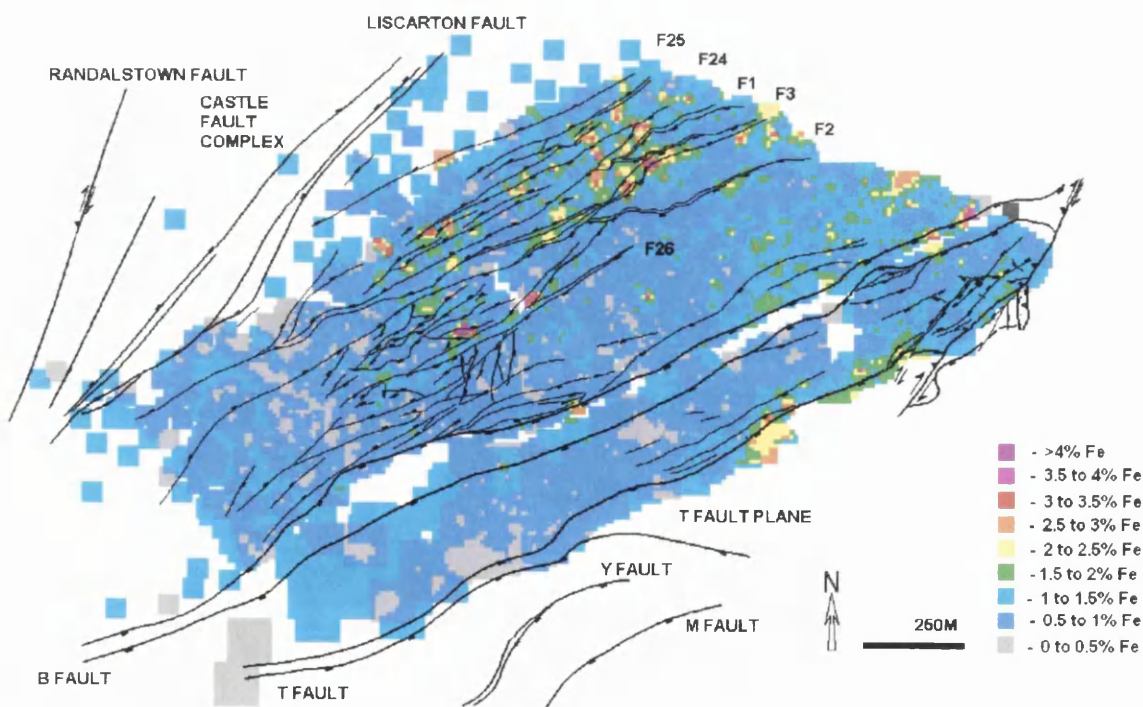 LISCARTON FAULT
RANDALSTOWN FAULT
CASTLE
FAULT
COMPLEX
F25
F24
F1
F3
F2
F26
T FAULT PLANE
Y FAULT
M FAULT
B FAULT
T FAULT
N
250M
- >4% Fe
- 3.5 to 4% Fe
- 3 to 3.5% Fe
- 2.5 to 3% Fe
- 2 to 2.5% Fe
- 1.5 to 2% Fe
- 1 to 1.5% Fe
- 0.5 to 1% Fe
- 0 to 0.5% Fe